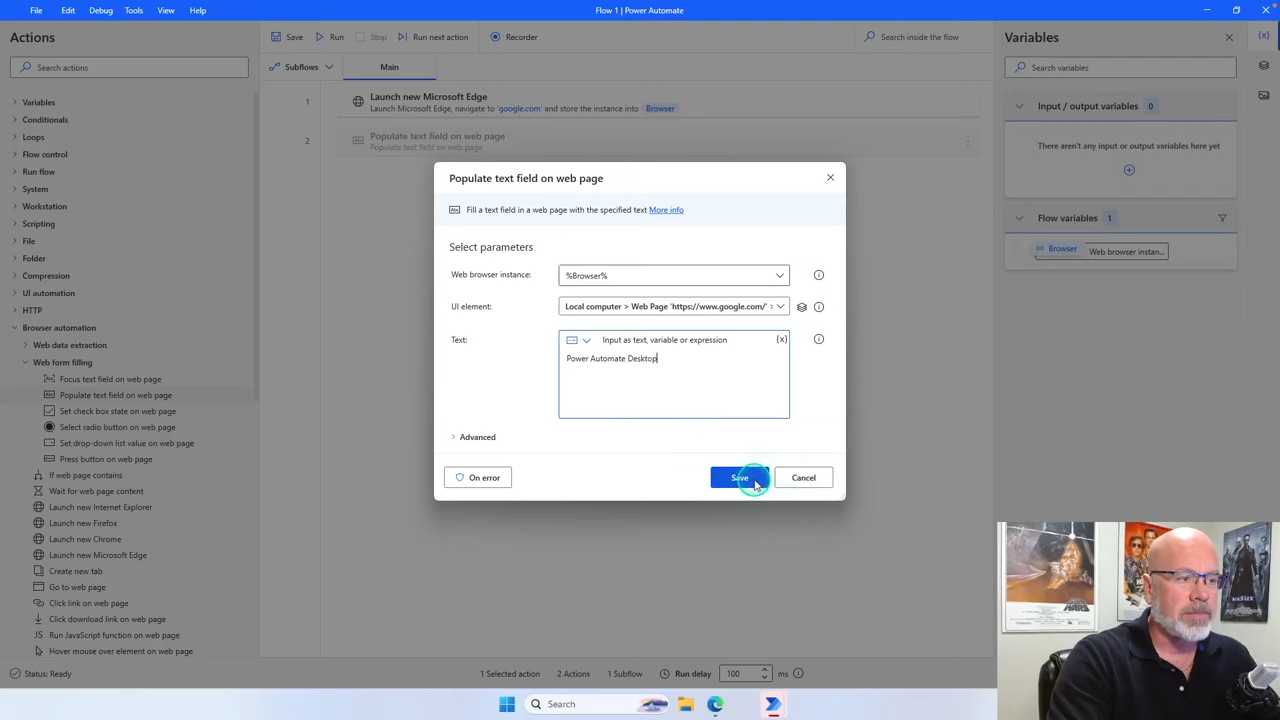 File Edit Debug Tools View Help
Flow 1 | Power Automate
Actions
Search actions
Variables
Conditionals
Loops
Flow control
Run flow
System
Workstation
Scripting
File
Folder
Compression
UI automation
HTTP
Browser automation
Web data extraction
Web form filling
Focus text field on web page
Populate text field on web page
Set check box state on web page
Select radio button on web page
Set drop-down list value on web page
Press button on web page
If web page contains
Wait for web page content
Launch new Internet Explorer
Launch new Firefox
Launch new Chrome
Launch new Microsoft Edge
Create new tab
Go to web page
Click link on web page
Click download link on web page
Run JavaScript function on web page
Hover mouse over element on web page
Save Run Stop Run next action Recorder
Search inside the flow
Subflows Main
1 Launch new Microsoft Edge
Launch Microsoft Edge, navigate to 'google.com' and store the instance into Browser
2 Populate text field on web page
Populate text field on web page
Populate text field on web page
Abc Fill a text field in a web page with the specified text More info
Select parameters
Web browser instance: %Browser%
UI element: Local computer > Web Page 'https://www.google.com/' >
Text: Input as text, variable or expression {x}
Power Automate Desktop
Advanced
On error Save Cancel
Variables
{x}
Search variables
Input / output variables 0
There aren't any input or output variables here yet
Flow variables 1
Browser Web browser instan...
Status: Ready 1 Selected action 2 Actions 1 Subflow Run delay 100 ms
Search
STAR WARS
MATRIX